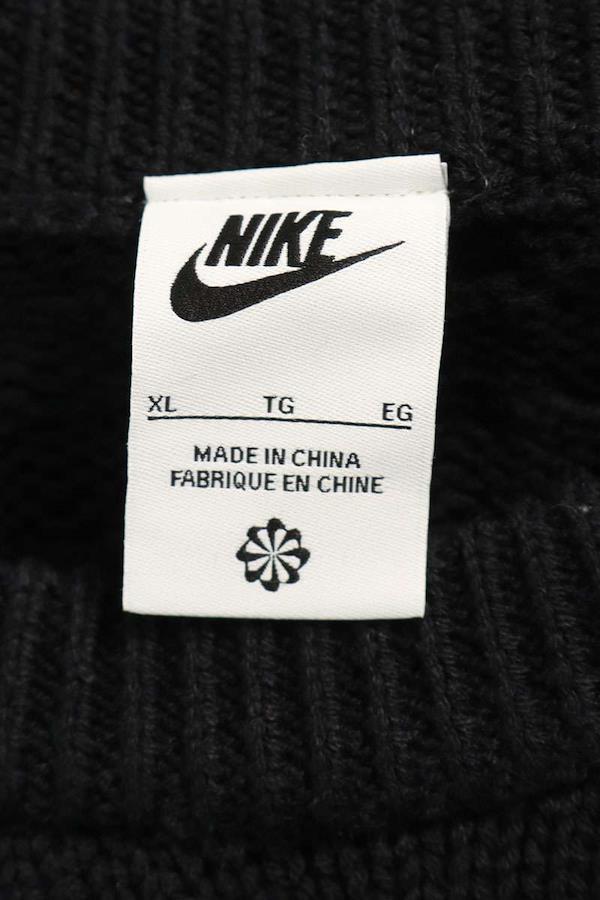 NIKE
XL TG EG
MADE IN CHINA
FABRIQUE EN CHINE